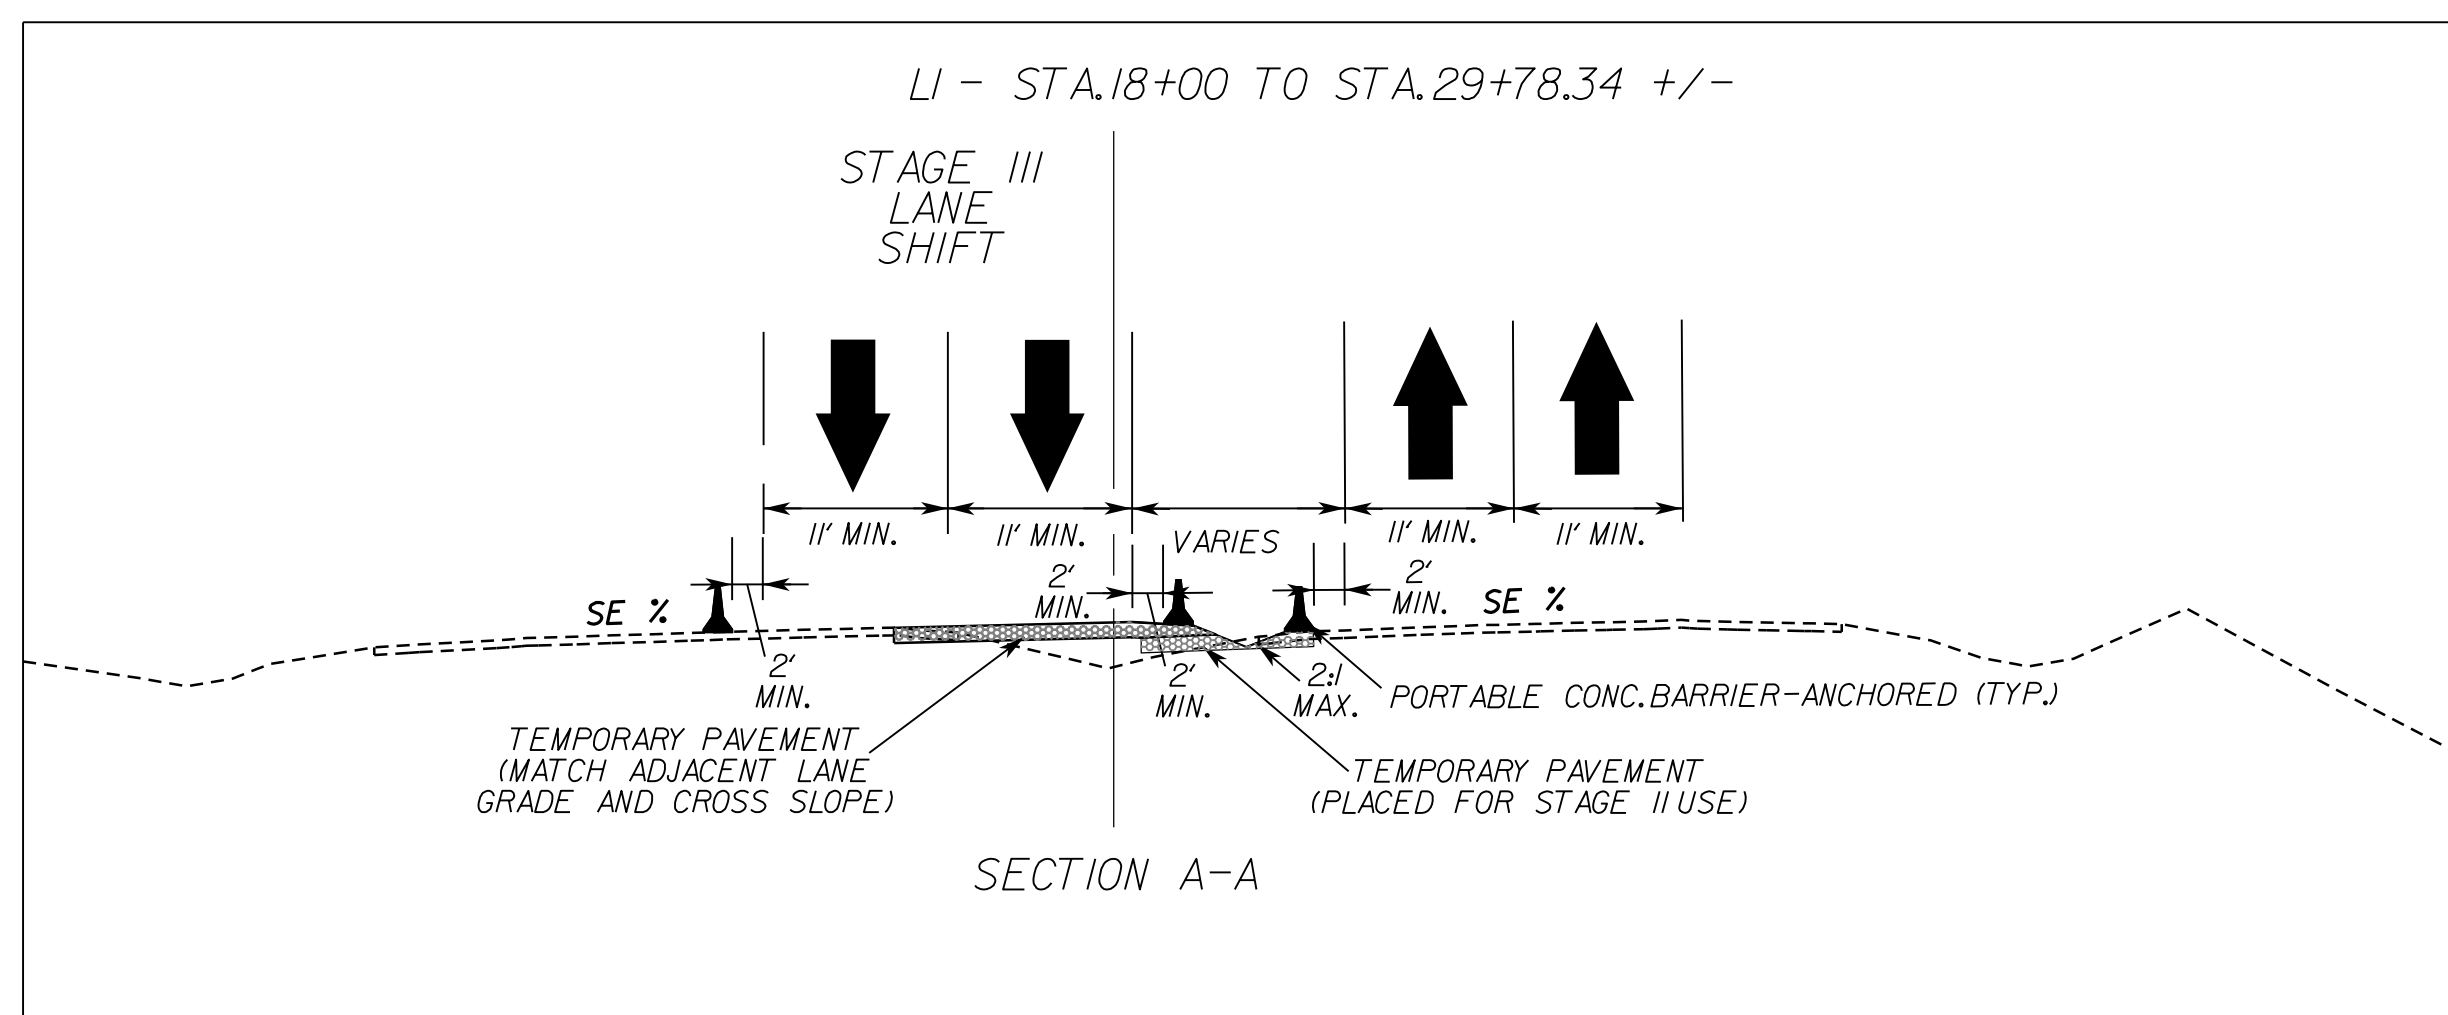 L1 - STA.18+00 TO STA.29+78.34 +/-
STAGE III
LANE
SHIFT
11' MIN.
11' MIN.
VARIES
11' MIN.
11' MIN.
2'
MIN.
2'
MIN.
SE %
SE %
2'
MIN.
2'
MIN.
2:1
MAX.
PORTABLE CONC. BARRIER-ANCHORED (TYP.)
TEMPORARY PAVEMENT
(MATCH ADJACENT LANE
GRADE AND CROSS SLOPE)
TEMPORARY PAVEMENT
(PLACED FOR STAGE II USE)
SECTION A-A